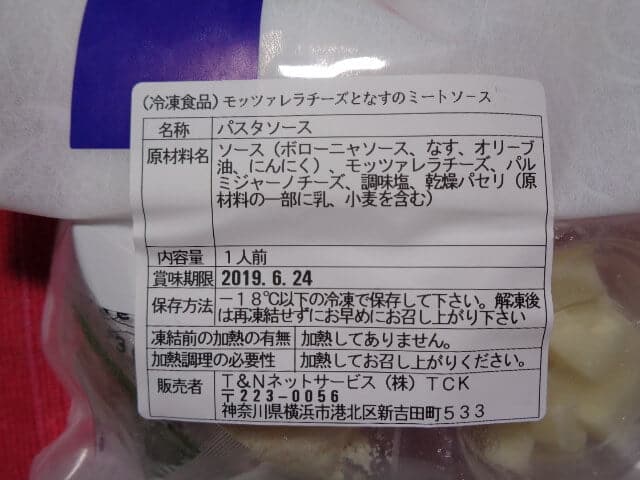 (冷凍食品)モッツァレラチーズとなすのミートソース
名称 パスタソース
原材料名 ソース(ボローニャソース、なす、オリーブ
油、にんにく)、モッツァレラチーズ、パル
ミジャーノチーズ、調味塩、乾燥パセリ(原
材料の一部に乳、小麦を含む)
内容量 1人前
賞味期限 2019.6.24
保存方法 −18℃以下の冷凍で保存して下さい。解凍後
は再凍結せずにお早めにお召し上がり下さい
凍結前の加熱の有無 加熱してありません。
加熱調理の必要性 加熱してお召し上がりください。
販売者 T&Nネットサービス(株)TCK
〒223-0056
神奈川県横浜市港北区新吉田町533